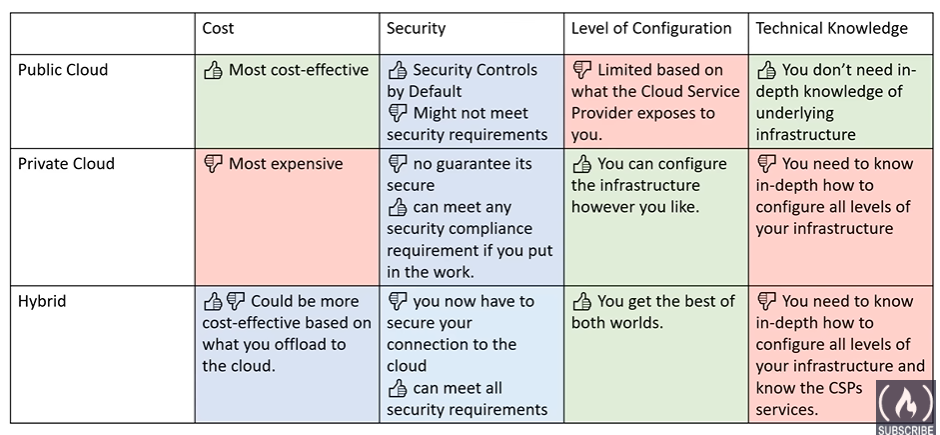 Cost
Security
Level of Configuration
Technical Knowledge
Public Cloud
Most cost-effective
Security Controls
by Default
Might not meet
security requirements
Limited based on
what the Cloud Service
Provider exposes to
you.
You don’t need in-
depth knowledge of
underlying
infrastructure
Private Cloud
Most expensive
no guarantee its
secure
can meet any
security compliance
requirement if you put
in the work.
You can configure
the infrastructure
however you like.
You need to know
in-depth how to
configure all levels of
your infrastructure
Hybrid
Could be more
cost-effective based on
what you offload to
the cloud.
you now have to
secure your
connection to the
cloud
can meet all
security requirements
You get the best of
both worlds.
You need to know
in-depth how to
configure all levels of
your infrastructure and
know the CSPs
services.
SUBSCRIBE